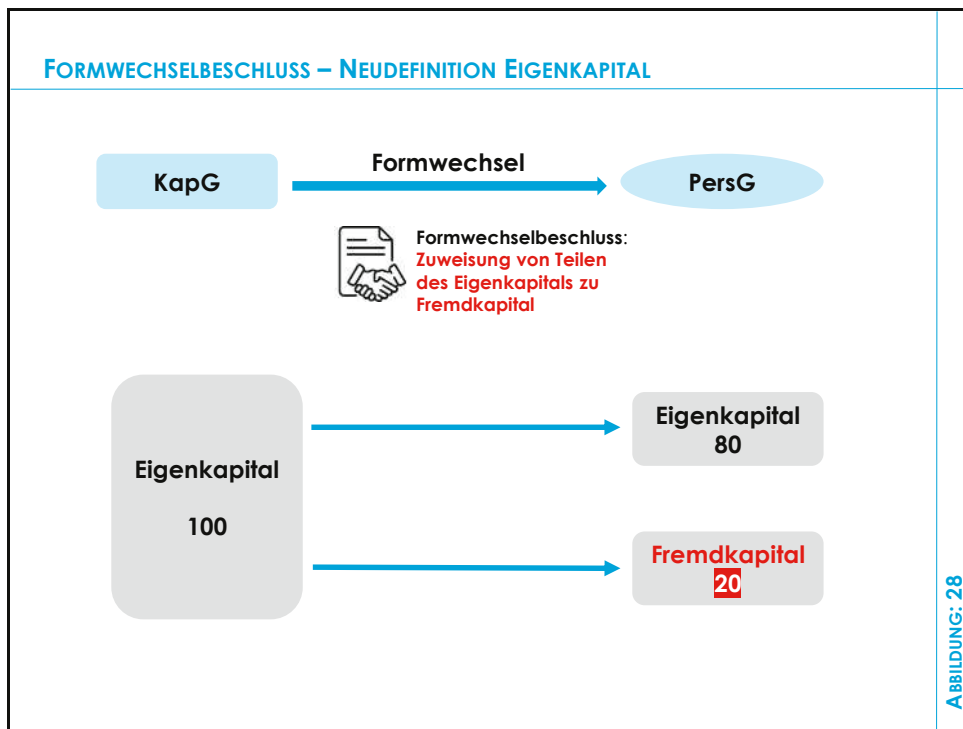 FORMWECHSELBESCHLUSS – NEUDEFINITION EIGENKAPITAL
KapG
Formwechsel
PersG
Formwechselbeschluss:
Zuweisung von Teilen
des Eigenkapitals zu
Fremdkapital
Eigenkapital
100
Eigenkapital
80
Fremdkapital
20
ABBILDUNG: 28